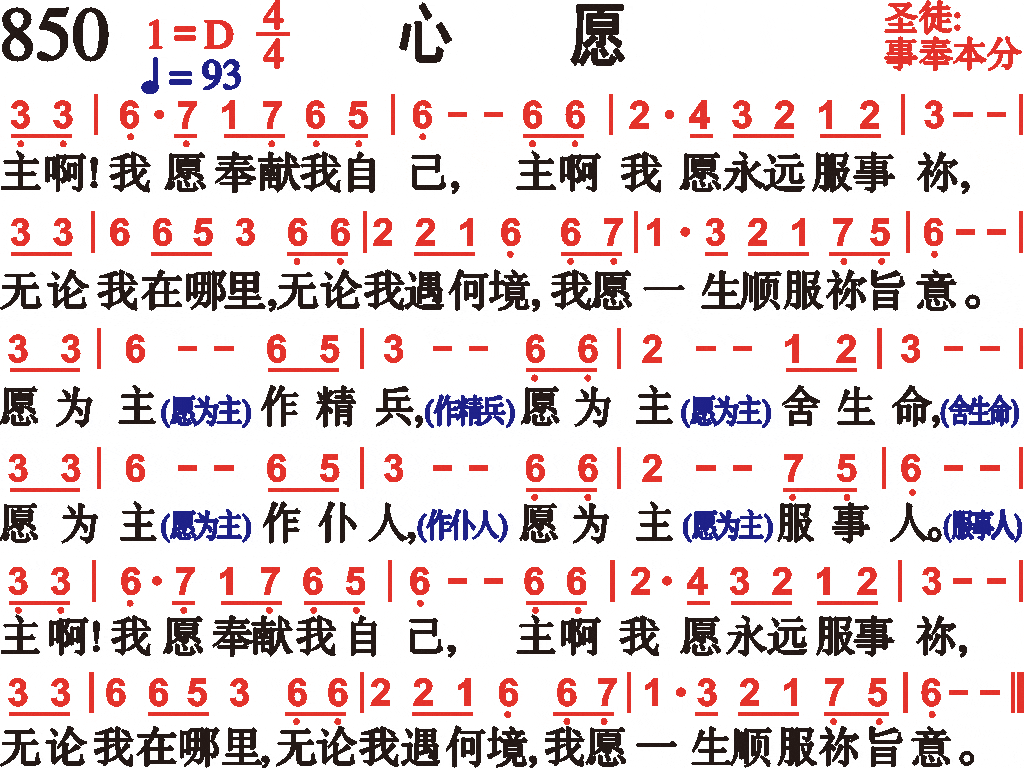 850 1=D 4/4 心 愿 圣徒:
♩=93 事奉本分
3 3 | 6 · 7 1 7 6 5 | 6 - - 6 6 | 2 · 4 3 2 1 2 | 3 - - |
主啊!我 愿 奉献我自 己, 主啊 我 愿永远服事 祢,
3 3 | 6 6 5 3 6 6 | 2 2 1 6 6 7 | 1 · 3 2 1 7 5 | 6 - - |
无论我在哪里,无论我遇何境,我愿 一 生顺服祢旨意。
3 3 | 6 - - 6 5 | 3 - - 6 6 | 2 - - 1 2 | 3 - - |
愿 为 主(愿为主)作 精 兵,(作精兵)愿 为 主(愿为主)舍 生 命,(舍生命)
3 3 | 6 - - 6 5 | 3 - - 6 6 | 2 - - 7 5 | 6 - - |
愿 为 主(愿为主)作 仆 人,(作仆人)愿 为 主(愿为主)服 事 人。(服事人)
3 3 | 6 · 7 1 7 6 5 | 6 - - 6 6 | 2 · 4 3 2 1 2 | 3 - - |
主啊!我 愿 奉献我自 己, 主啊 我 愿永远服事 祢,
3 3 | 6 6 5 3 6 6 | 2 2 1 6 6 7 | 1 · 3 2 1 7 5 | 6 - - ‖
无论我在哪里,无论我遇何境,我愿 一 生顺服祢旨意。